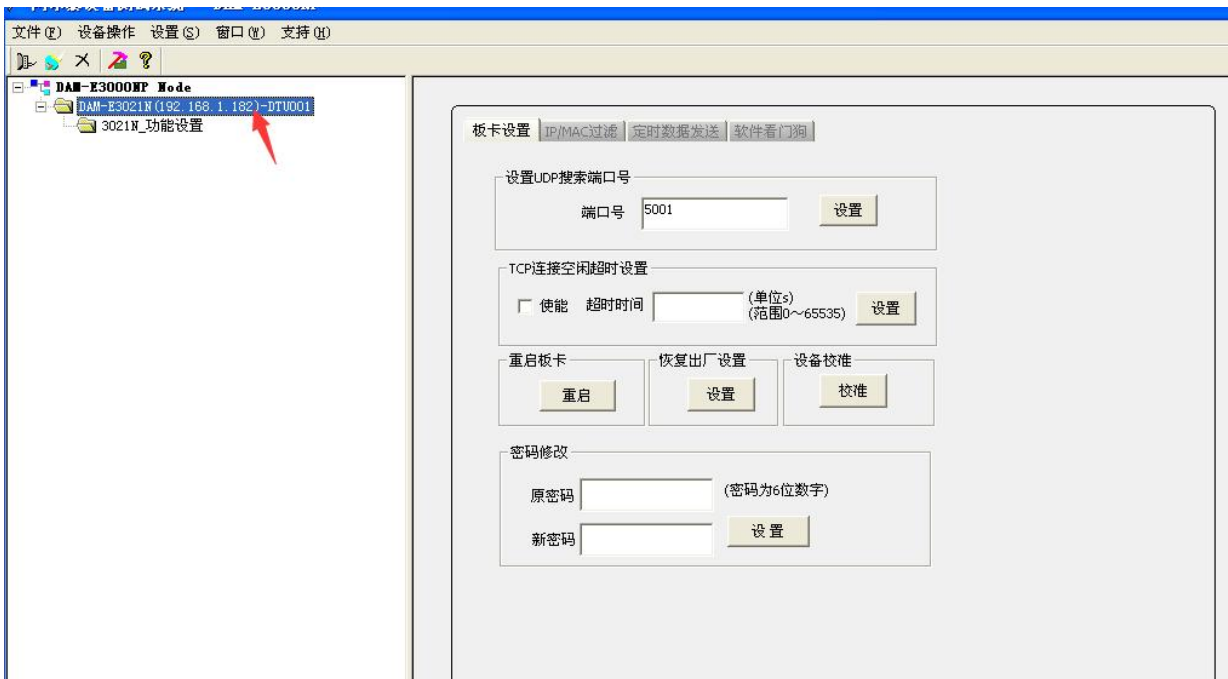 文件(F) 设备操作 设置(S) 窗口(W) 支持(H)
DAM-E3000NP Node
DAM-E3021N(192.168.1.182)-DTU001
3021N_功能设置
板卡设置 IP/MAC过滤 定时数据发送 软件看门狗
设置UDP搜索端口号
端口号 5001 设置
TCP连接空闲超时设置
使能 超时时间 (单位s) 设置
(范围0～65535)
重启板卡 恢复出厂设置 设备校准
重启 设置 校准
密码修改
原密码 (密码为6位数字)
新密码 设置